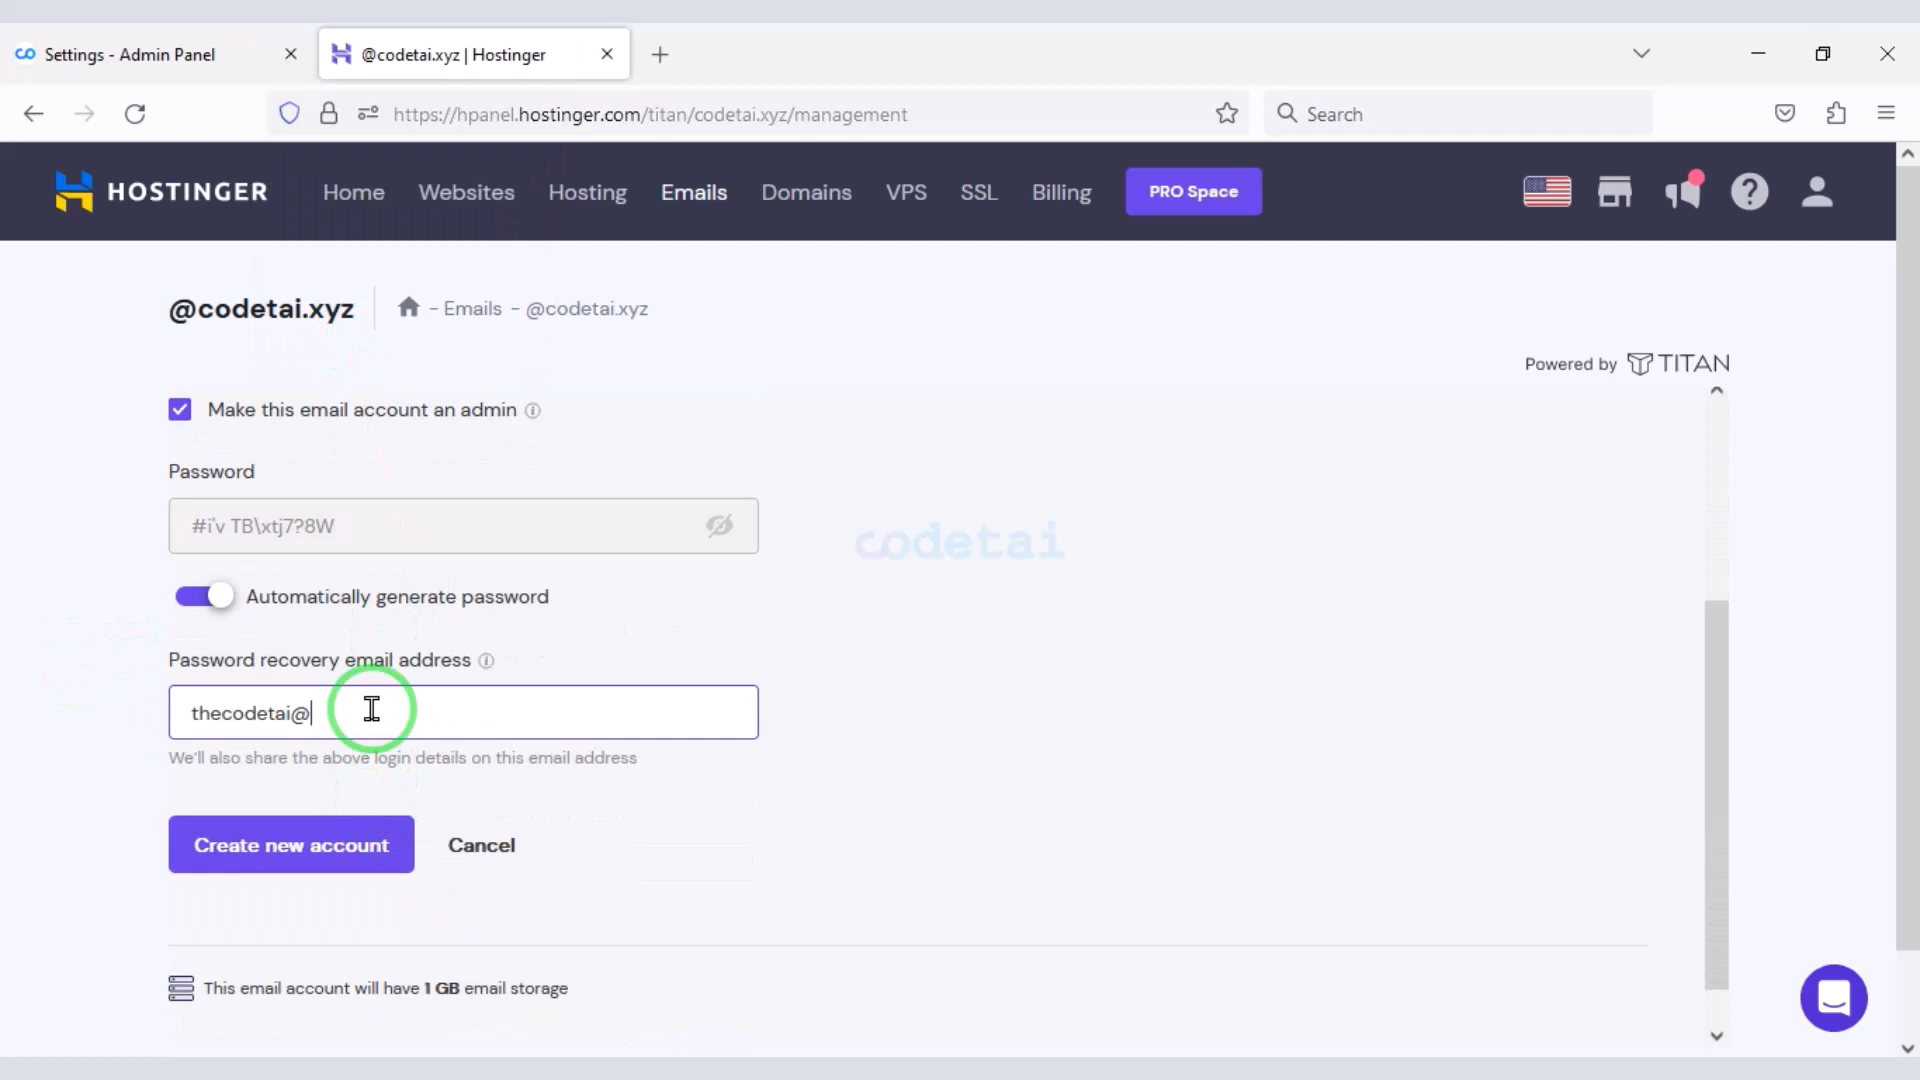 Settings - Admin Panel
@codetai.xyz | Hostinger
https://hpanel.hostinger.com/titan/codetai.xyz/management
Search
HOSTINGER
Home
Websites
Hosting
Emails
Domains
VPS
SSL
Billing
PRO Space
@codetai.xyz
- Emails - @codetai.xyz
Powered by TITAN
Make this email account an admin
Password
#i'v TB\xtj7?8W
codetai
Automatically generate password
Password recovery email address
thecodetai@
We'll also share the above login details on this email address
Create new account
Cancel
This email account will have 1 GB email storage